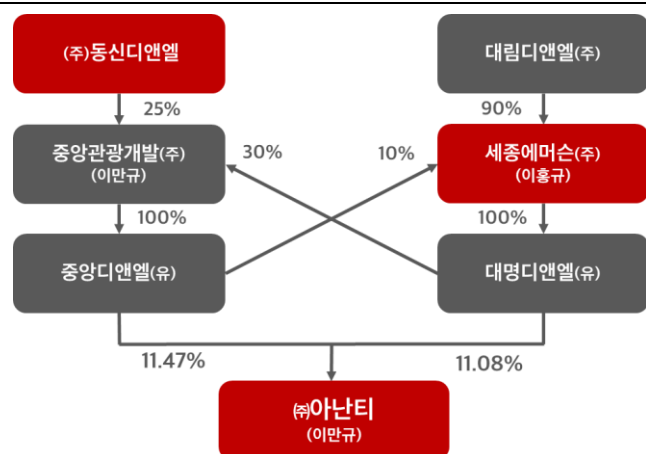 (주)동신디앤엘
대림디앤엘(주)
25%
90%
중앙관광개발(주)
(이만규)
30%
10%
세종에머슨(주)
(이홍규)
100%
100%
중앙디앤엘(유)
대명디앤엘(유)
11.47%
11.08%
㈜아난티
(이만규)